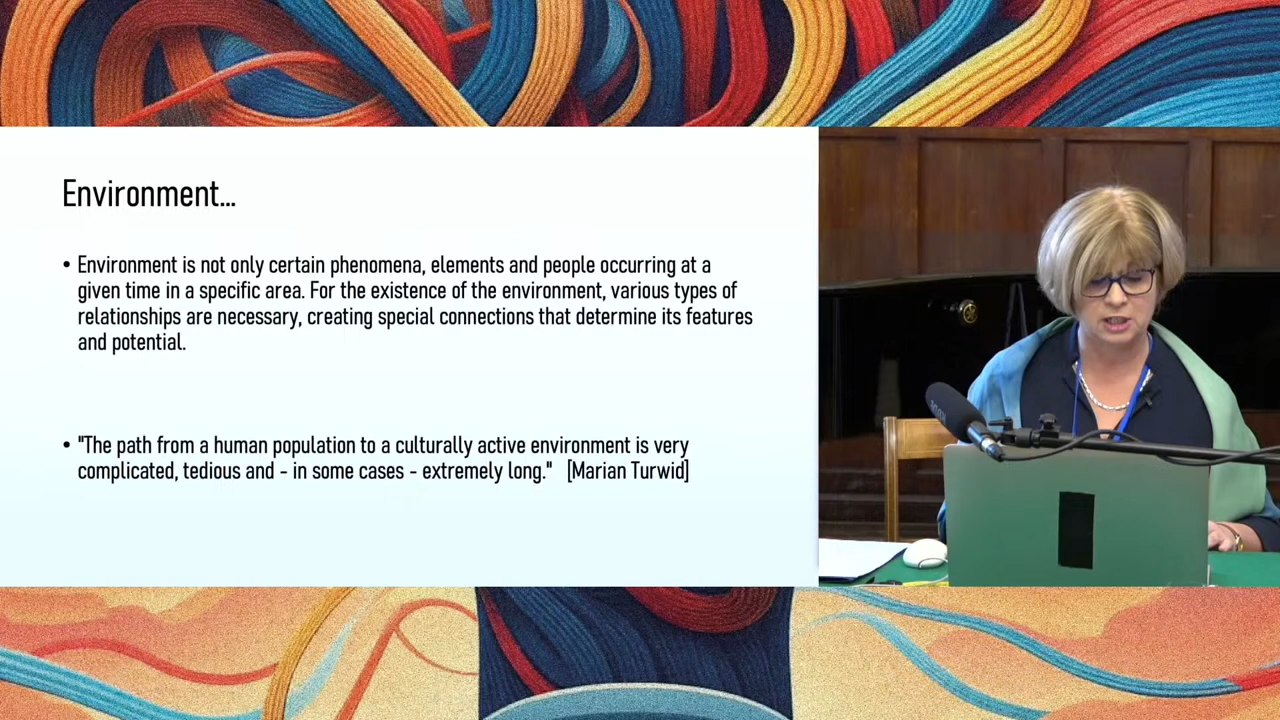 Environment...
• Environment is not only certain phenomena, elements and people occurring at a
given time in a specific area. For the existence of the environment, various types of
relationships are necessary, creating special connections that determine its features
and potential.
• "The path from a human population to a culturally active environment is very
complicated, tedious and - in some cases - extremely long." [Marian Turwid]